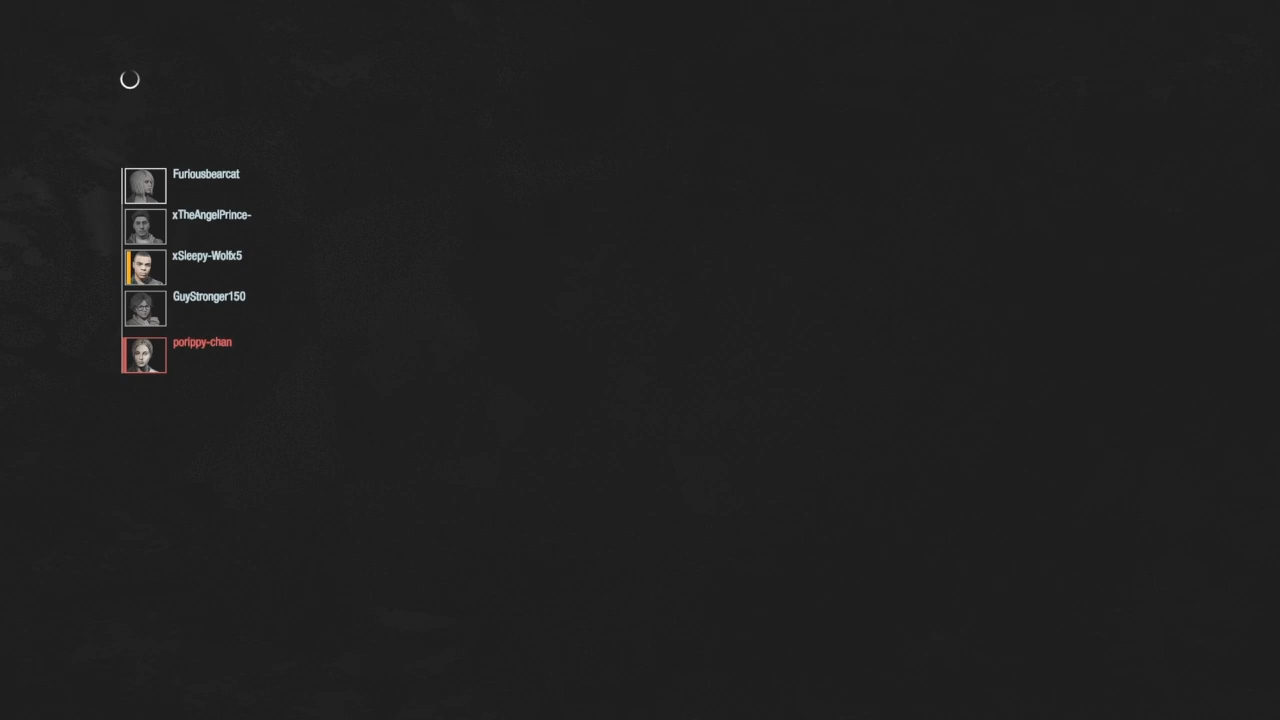 Furiousbearcat
xTheAngelPrince-
xSleepy-Wolfx5
GuyStronger150
porippy-chan